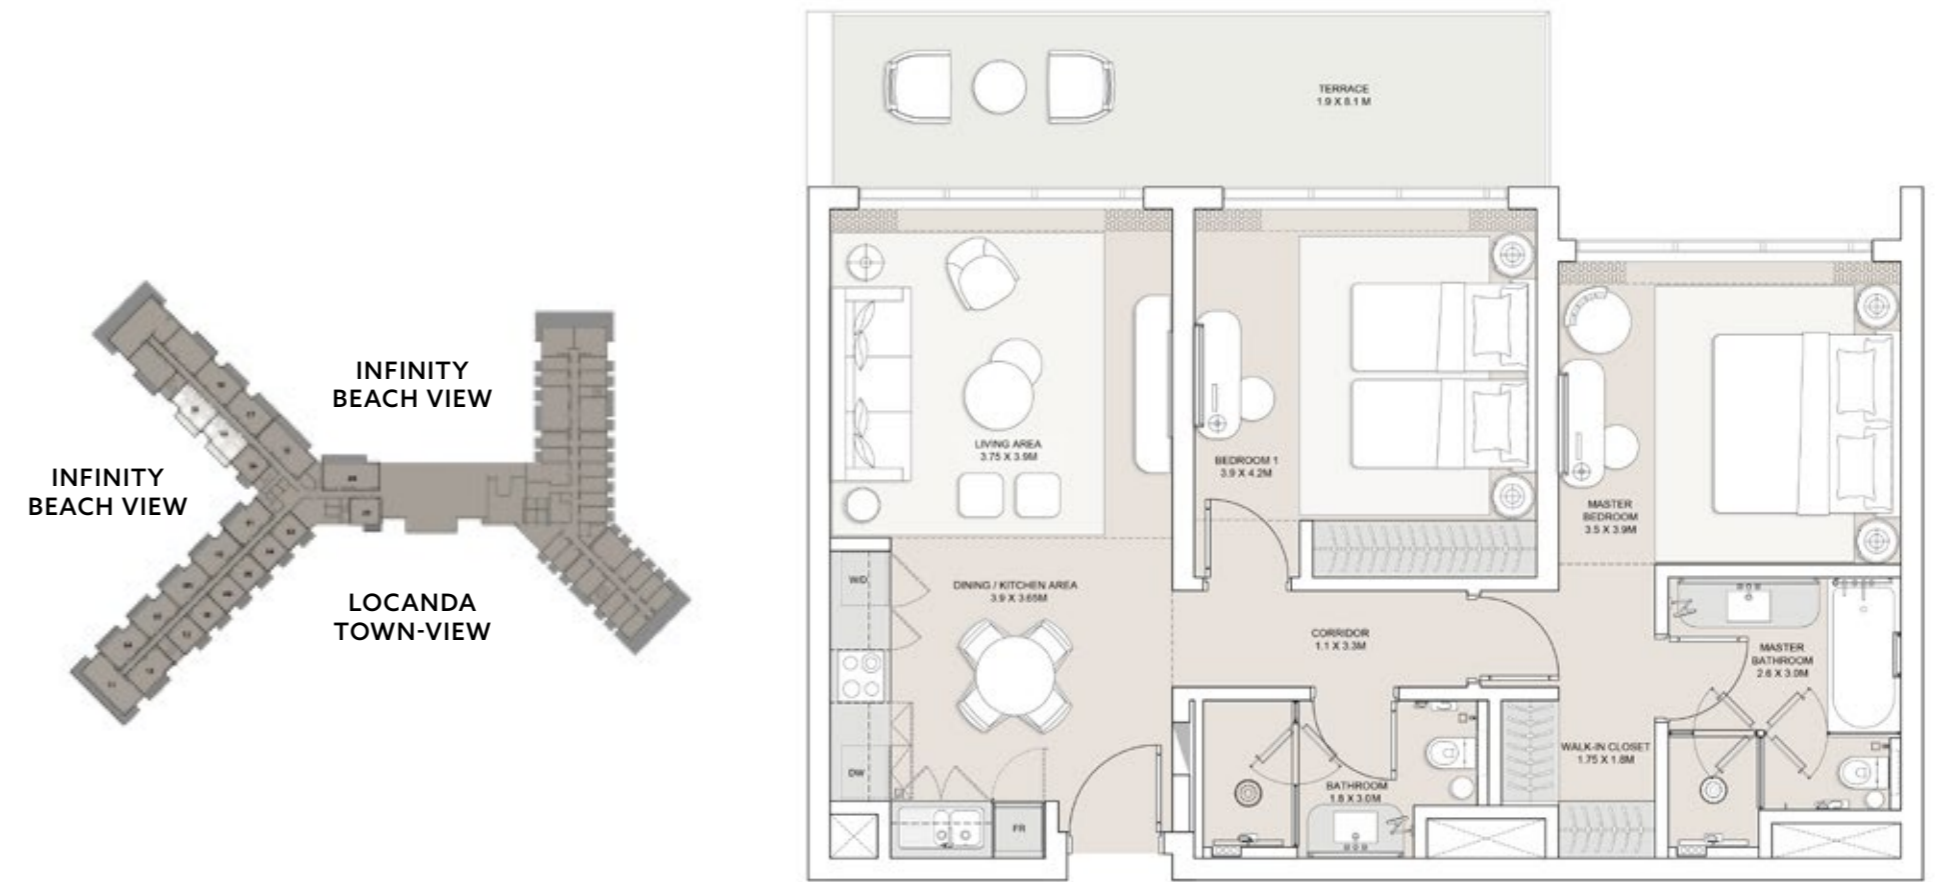 INFINITY
BEACH VIEW
INFINITY
BEACH VIEW
LOCANDA
TOWN-VIEW
TERRACE
1.9 X 8.1 M
LIVING AREA
3.75 X 3.9M
BEDROOM 1
3.9 X 4.2M
MASTER
BEDROOM
3.5 X 3.9M
W/D
DINING / KITCHEN AREA
3.9 X 3.65M
CORRIDOR
1.1 X 3.3M
MASTER
BATHROOM
2.6 X 3.0M
WALK-IN CLOSET
1.75 X 1.8M
DW
BATHROOM
1.8 X 3.0M
FR